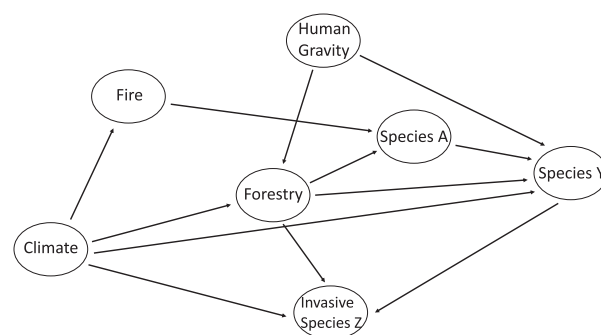 Human
Gravity
Fire
Species A
Species Y
Forestry
Climate
Invasive
Species Z